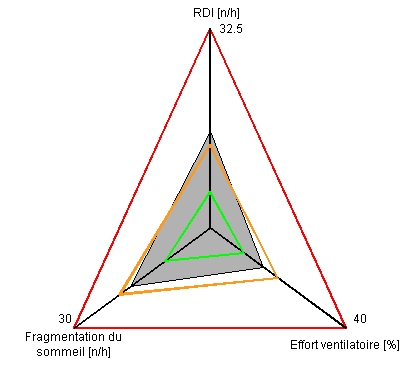 RDI [n/h]
32.5
30
40
Fragmentation du
sommeil [n/h]
Effort ventilatoire [%]